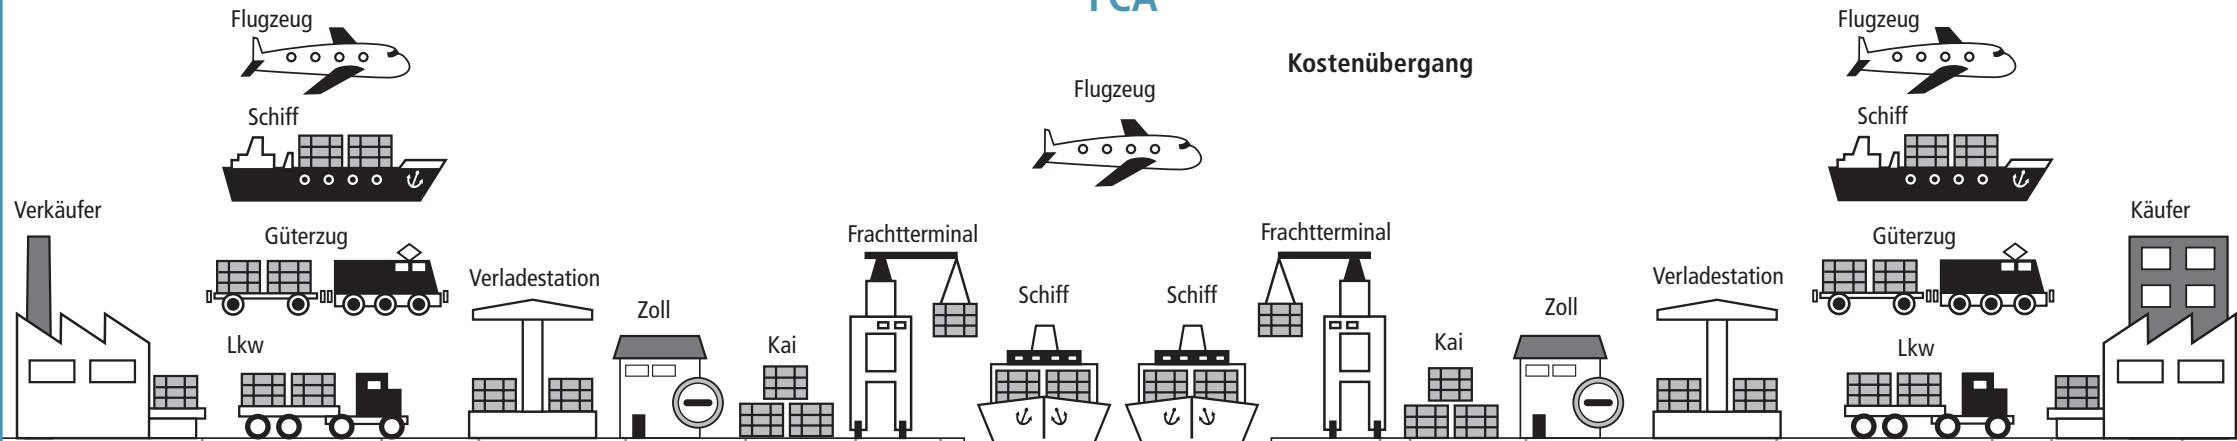 Flugzeug
Schiff
Verkäufer
Güterzug
Lkw
Verladestation
Zoll
Kai
Frachtterminal
Schiff
Flugzeug
Kostenübergang
Schiff
Frachtterminal
Kai
Zoll
Verladestation
Flugzeug
Schiff
Güterzug
Lkw
Käufer